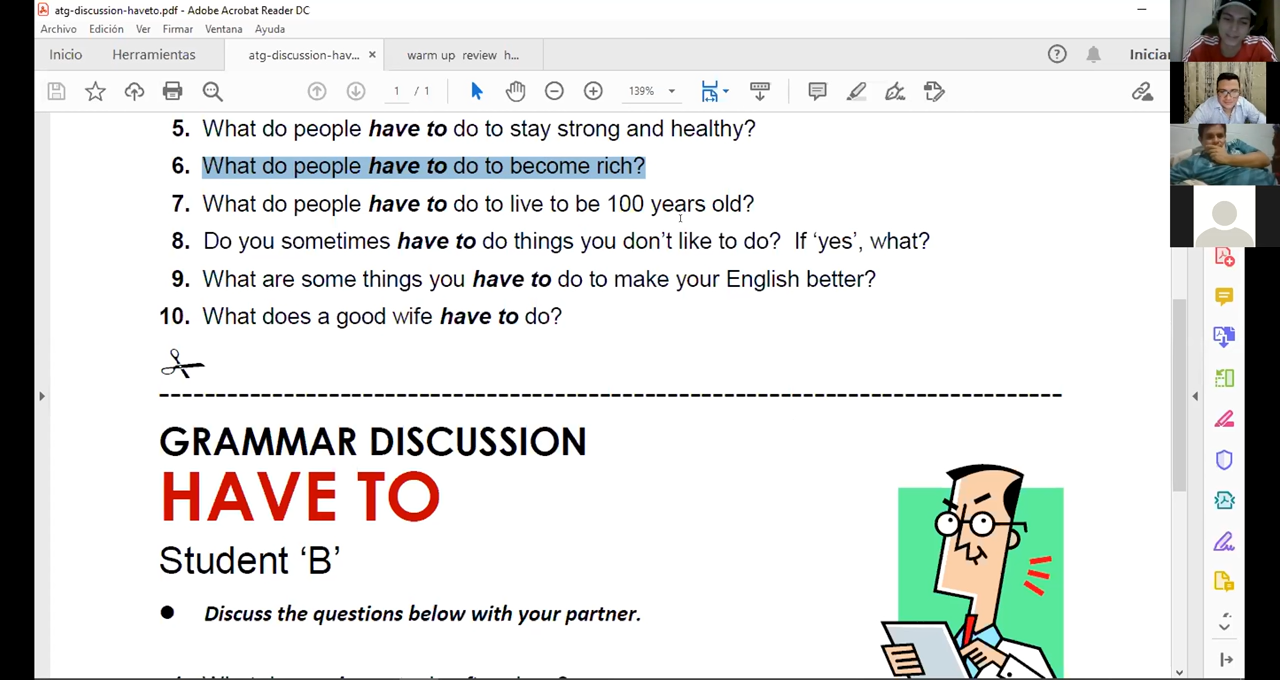 atg-discussion-haveto.pdf - Adobe Acrobat Reader DC
Archivo Edición Ver Firmar Ventana Ayuda
Inicio Herramientas atg-discussion-hav... × warm up review h... Iniciar
1 / 1 139%
5. What do people have to do to stay strong and healthy?
6. What do people have to do to become rich?
7. What do people have to do to live to be 100 years old?
8. Do you sometimes have to do things you don't like to do? If 'yes', what?
9. What are some things you have to do to make your English better?
10. What does a good wife have to do?
GRAMMAR DISCUSSION
HAVE TO
Student 'B'
● Discuss the questions below with your partner.